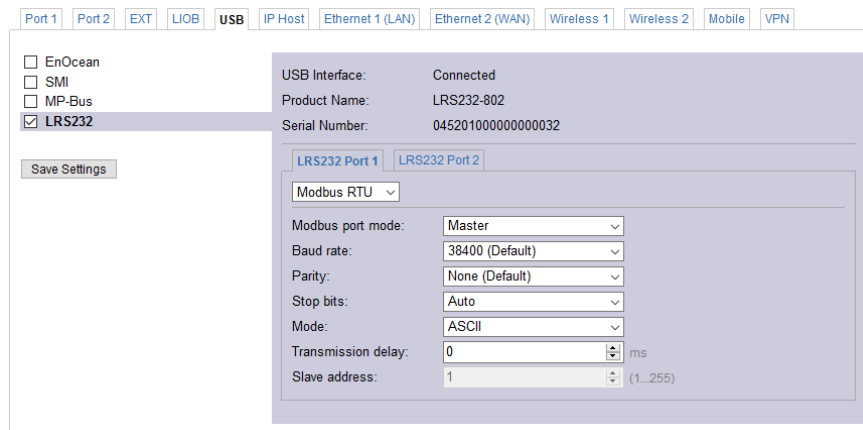 Port 1 Port 2 EXT LIOB USB IP Host Ethernet 1 (LAN) Ethernet 2 (WAN) Wireless 1 Wireless 2 Mobile VPN
EnOcean
SMI
MP-Bus
LRS232
Save Settings
USB Interface: Connected
Product Name: LRS232-802
Serial Number: 045201000000000032
LRS232 Port 1 LRS232 Port 2
Modbus RTU
Modbus port mode: Master
Baud rate: 38400 (Default)
Parity: None (Default)
Stop bits: Auto
Mode: ASCII
Transmission delay: 0 ms
Slave address: 1 (1...255)